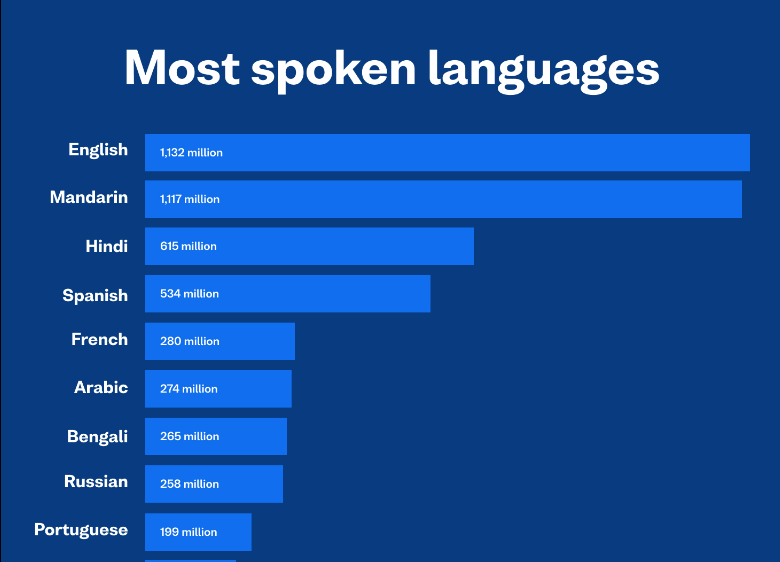 Most spoken languages
English 1,132 million
Mandarin 1,117 million
Hindi 615 million
Spanish 534 million
French 280 million
Arabic 274 million
Bengali 265 million
Russian 258 million
Portuguese 199 million